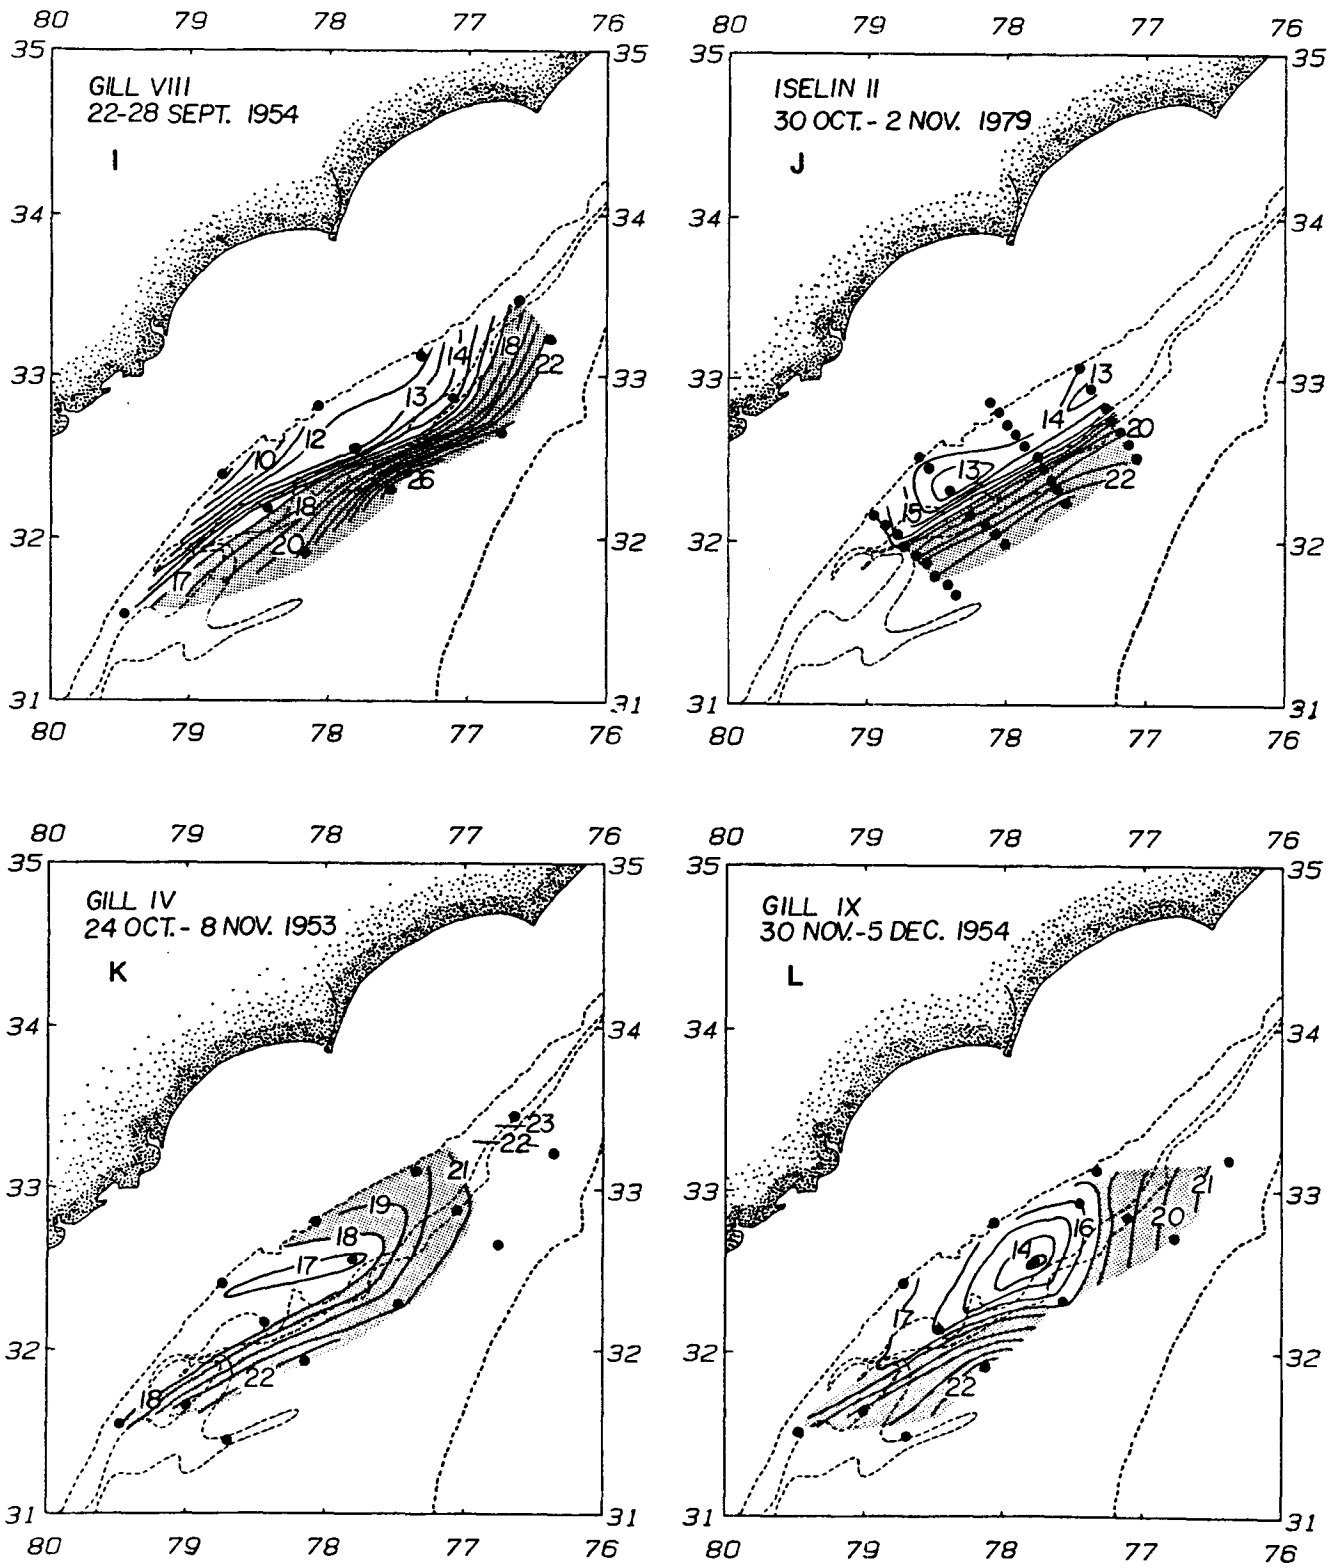 80 79 78 77 76
35 35
GILL VIII
22-28 SEPT. 1954
I
34 34
18
14
22
33 33
13
12
10
26
18
32 32
20
17
31 31
80 79 78 77 76
80 79 78 77 76
35 35
ISELIN II
30 OCT. - 2 NOV. 1979
J
34 34
33 33
13
14
20
13
22
15
32 32
31 31
80 79 78 77 76
80 79 78 77 76
35 35
GILL IV
24 OCT. - 8 NOV. 1953
K
34 34
23
22
21
33 33
19
18
17
32 32
22
18
31 31
80 79 78 77 76
80 79 78 77 76
35 35
GILL IX
30 NOV.-5 DEC. 1954
L
34 34
33 33
21
20
16
14
17
32 32
22
31 31
80 79 78 77 76